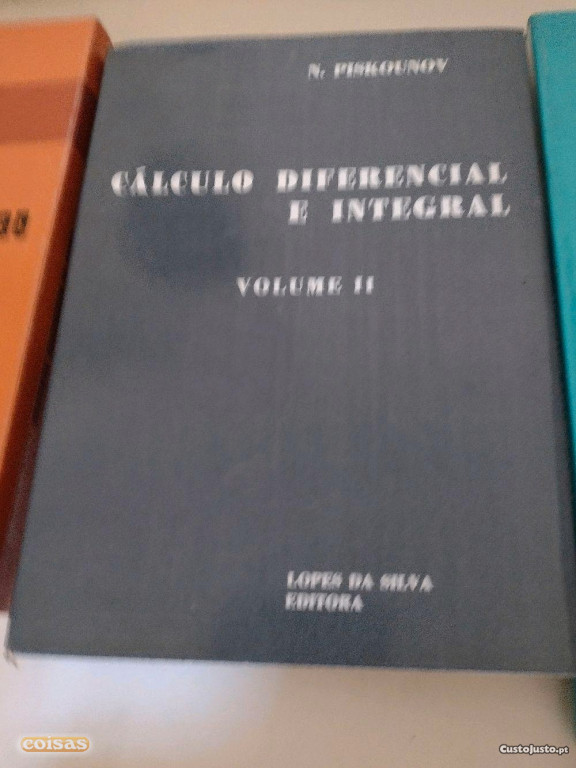 N. PISKOUNOV
CÁLCULO DIFERENCIAL
E INTEGRAL
VOLUME II
LOPES DA SILVA
EDITORA
coisas
CustoJusto.pt